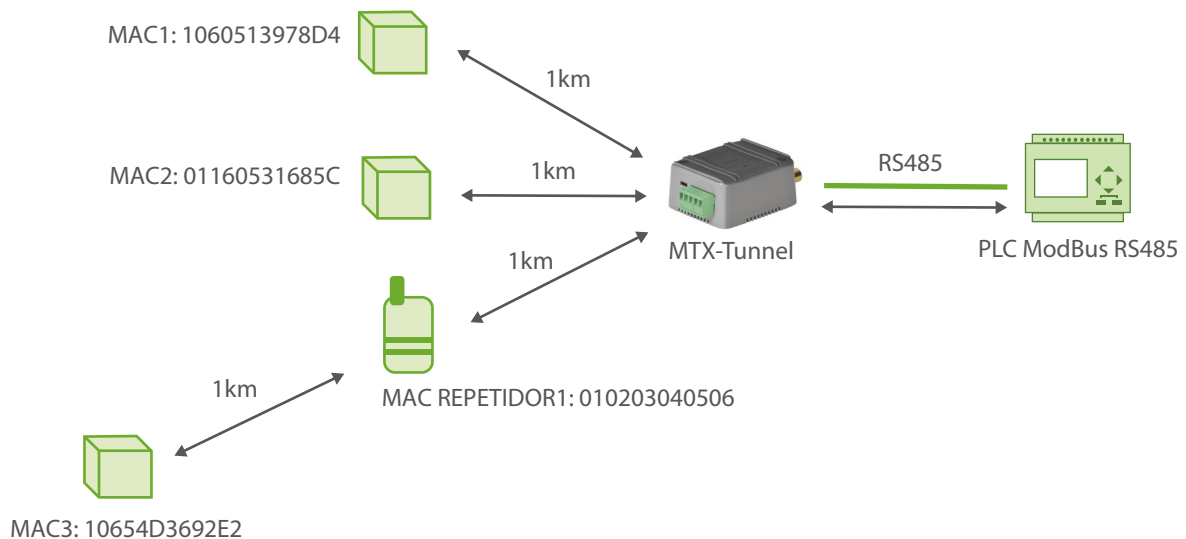 MAC1: 1060513978D4
1km
MAC2: 01160531685C
1km
RS485
MTX-Tunnel
PLC ModBus RS485
1km
MAC REPETIDOR1: 010203040506
1km
MAC3: 10654D3692E2